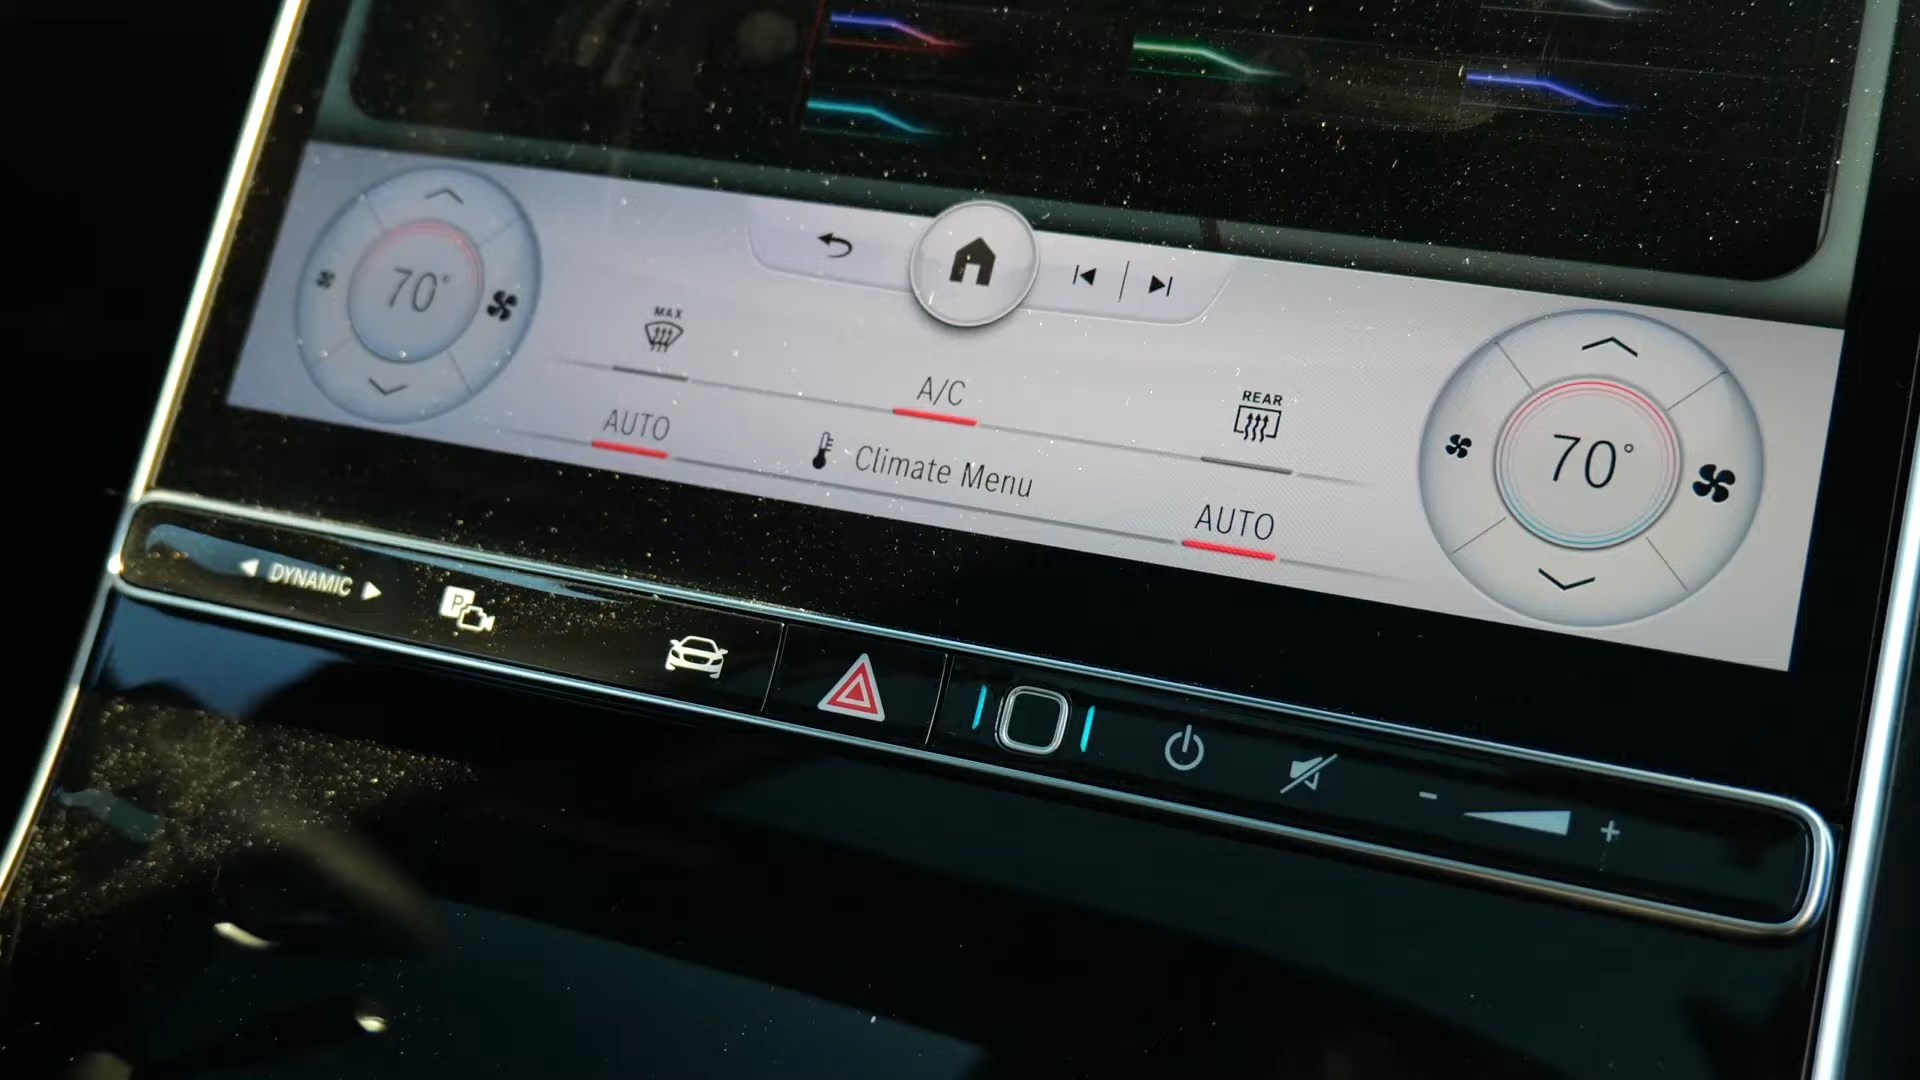 70°
MAX
A/C
REAR
70°
AUTO
Climate Menu
AUTO
DYNAMIC
P
- +